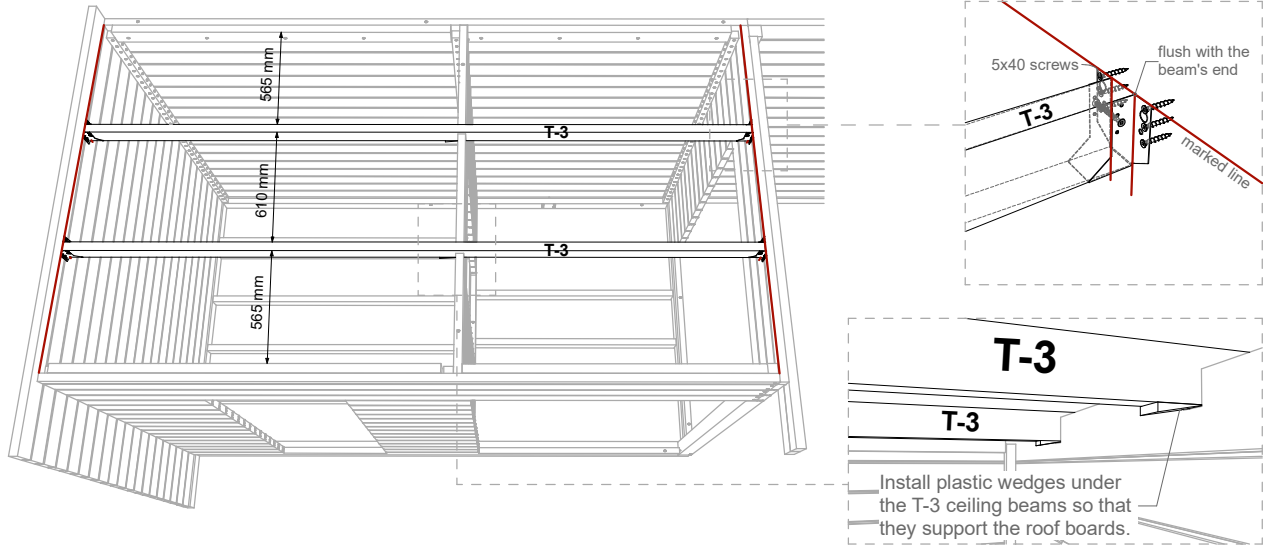 565 mm
T-3
610 mm
T-3
565 mm
5x40 screws
flush with the
beam's end
T-3
marked line
T-3
T-3
Install plastic wedges under
the T-3 ceiling beams so that
they support the roof boards.